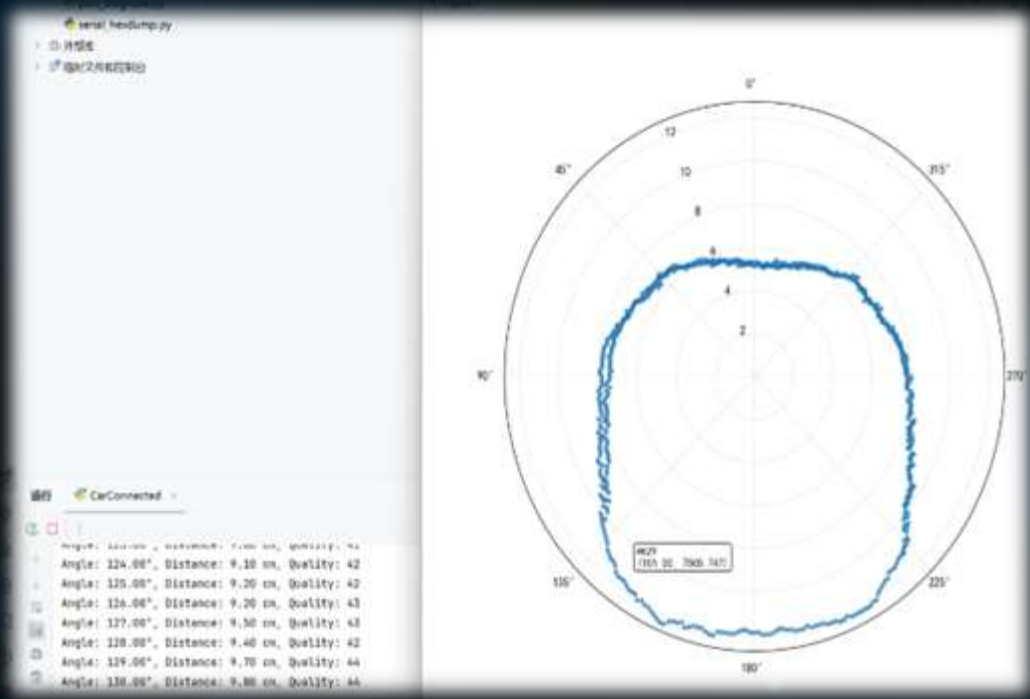 serial_hexdump.py
外部库
临时文件和控制台
运行 CarConnected
Angle: 124.00°, Distance: 9.10 cm, Quality: 42
Angle: 125.00°, Distance: 9.20 cm, Quality: 42
Angle: 126.00°, Distance: 9.20 cm, Quality: 43
Angle: 127.00°, Distance: 9.50 cm, Quality: 43
Angle: 128.00°, Distance: 9.40 cm, Quality: 42
Angle: 129.00°, Distance: 9.70 cm, Quality: 44
Angle: 130.00°, Distance: 9.80 cm, Quality: 44
0°
45°
315°
12
10
8
6
4
2
90°
270°
135°
225°
180°